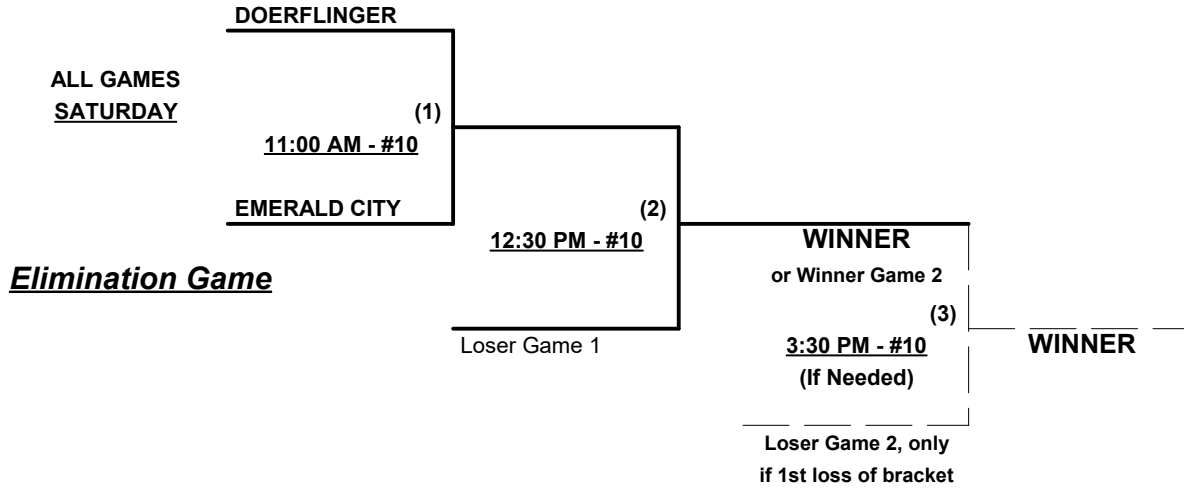 DOERFLINGER
ALL GAMES
SATURDAY
(1)
11:00 AM - #10
EMERALD CITY
(2)
12:30 PM - #10
WINNER
or Winner Game 2
Elimination Game
(3)
Loser Game 1
3:30 PM - #10
WINNER
(If Needed)
Loser Game 2, only
if 1st loss of bracket